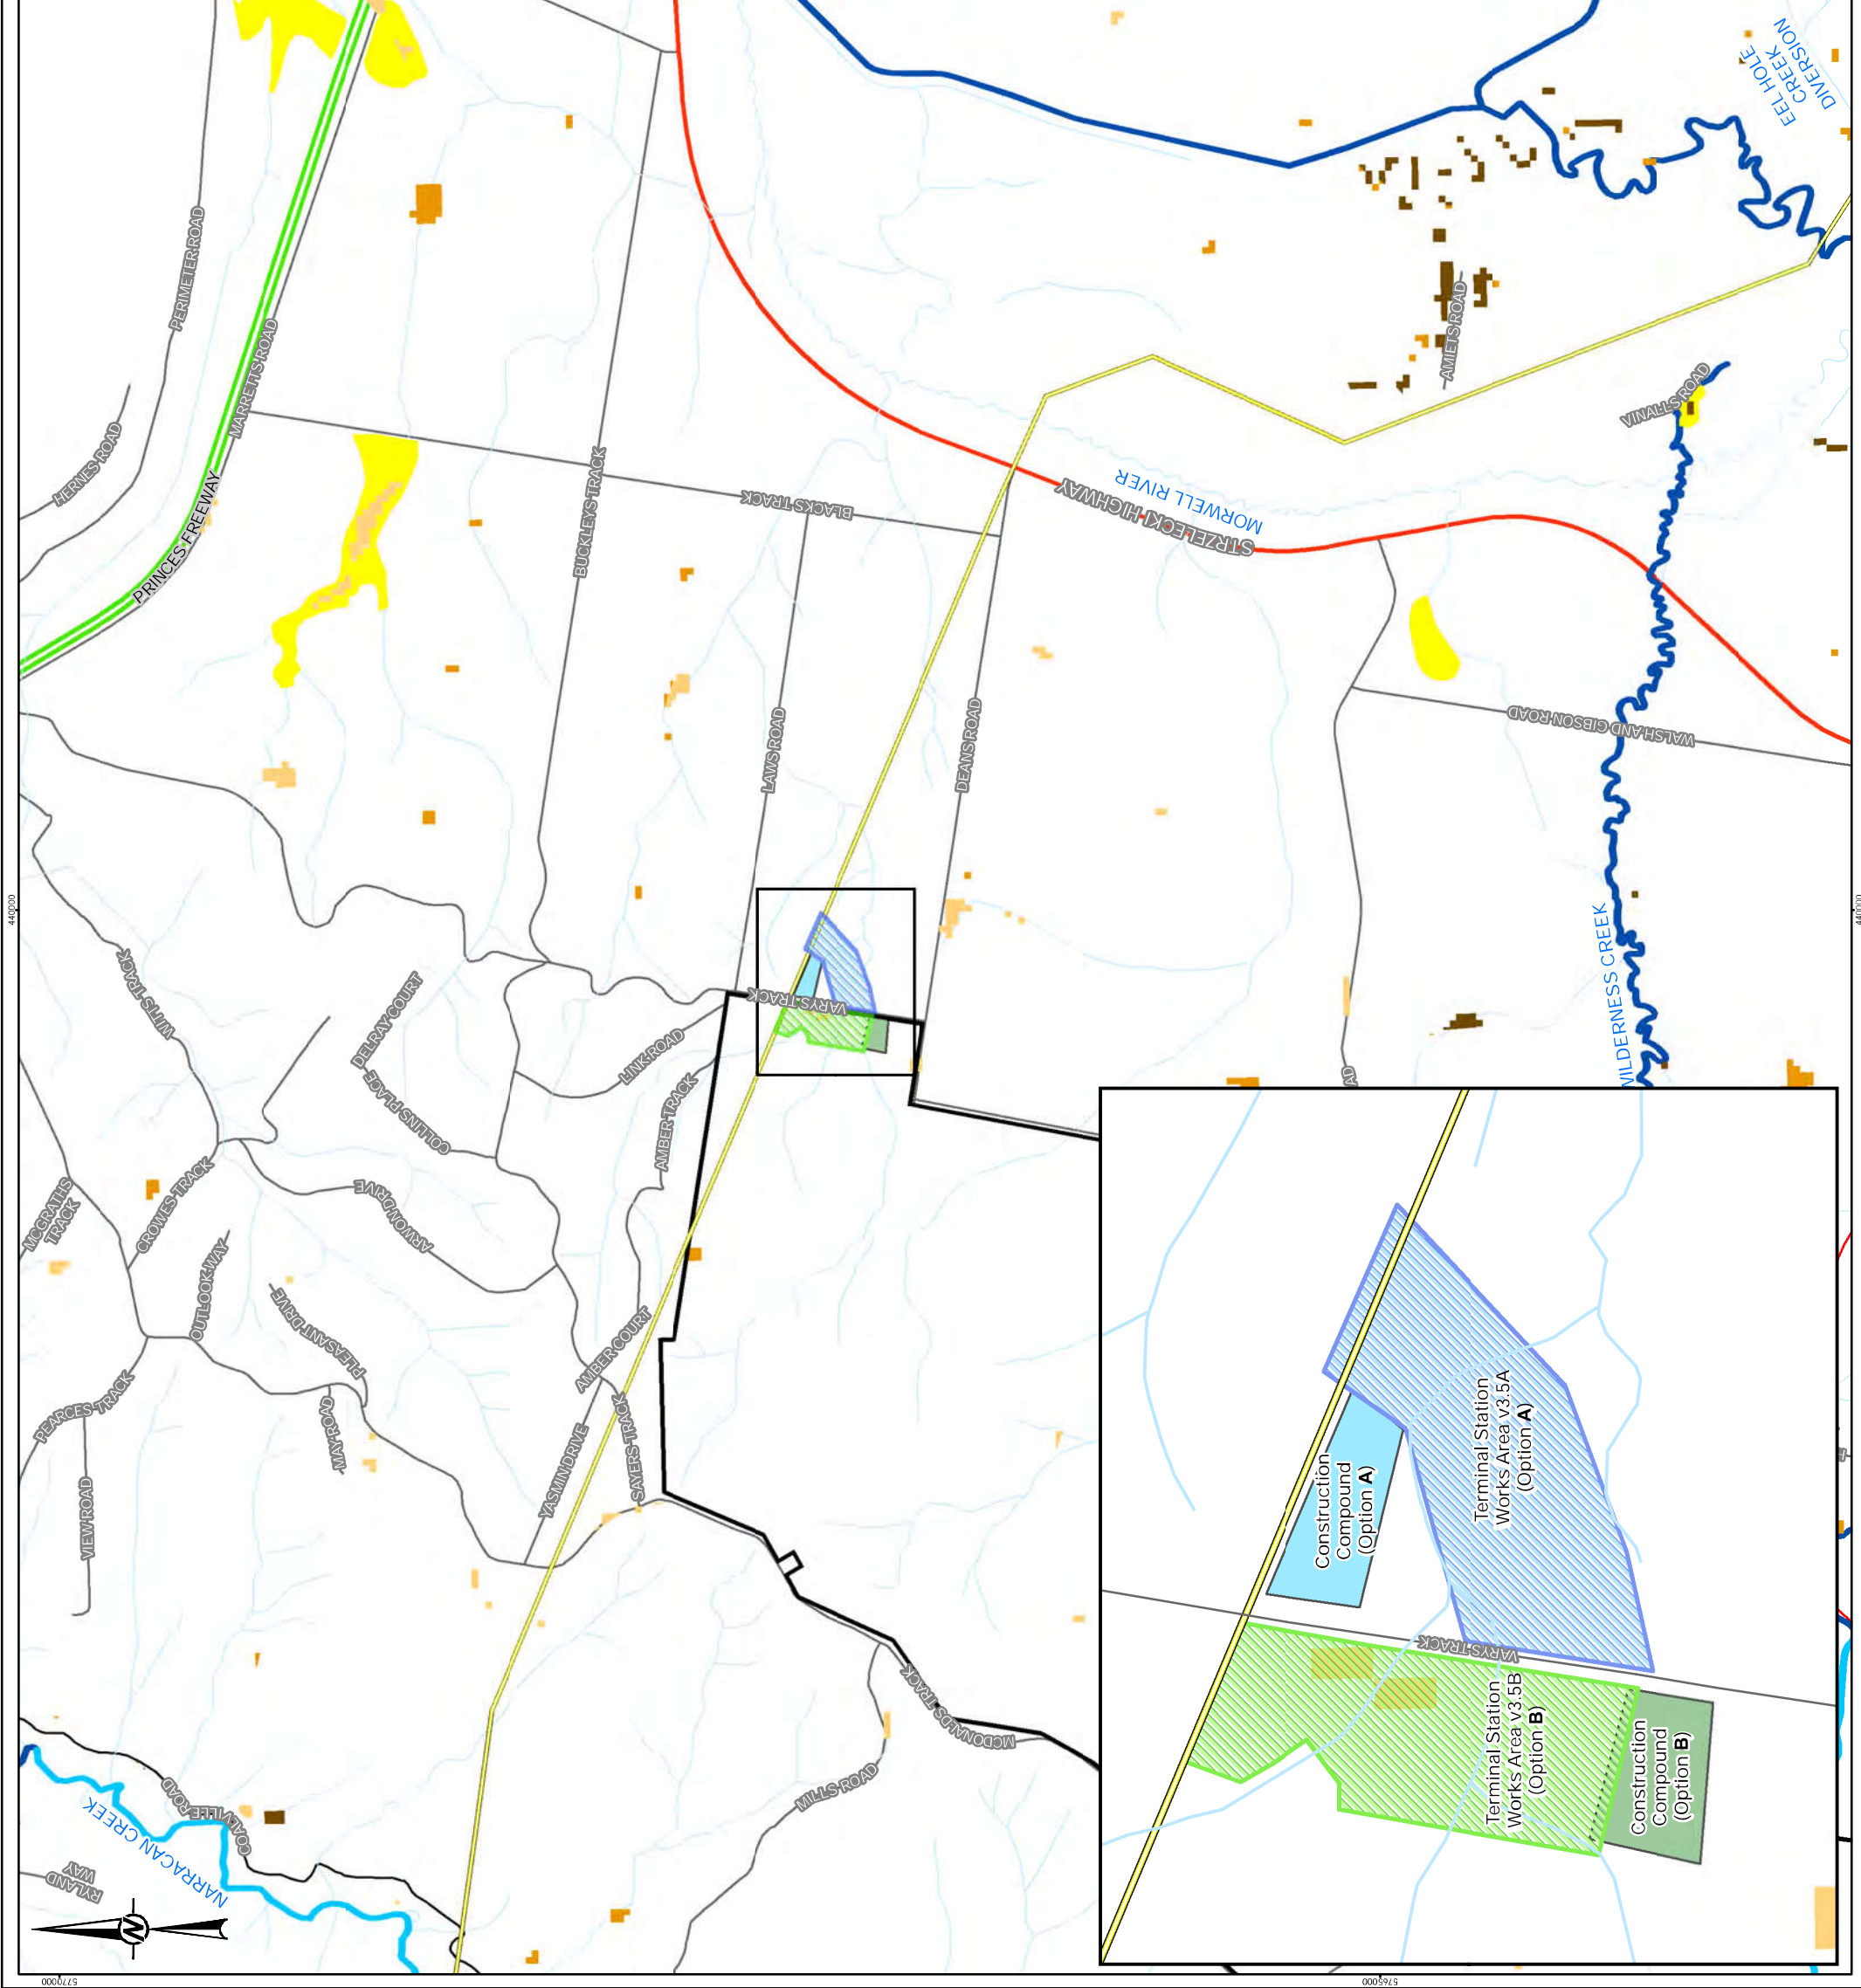 PERIMETER ROAD
MARRETTS ROAD
HERNES ROAD
PRINCES FREEWAY
BUCKLEYS TRACK
BLACKS TRACK
STRZELECKI HIGHWAY
MORWELL RIVER
EEL HOLE
CREEK
DIVERSION
AMIETS ROAD
VINALLS ROAD
WALSH AND GIBSON ROAD
LAWS ROAD
DEANS ROAD
440000
440000
WILDERNESS CREEK
VARYS TRACK
WITTS TRACK
DELRAY COURT
COLLINS PLACE
LINK ROAD
AMBER TRACK
MCGRATHS
TRACK
CROWES TRACK
ARWON DRIVE
OUTLOOK WAY
PLEASANT DRIVE
AMBER COURT
PEARCES TRACK
MAY ROAD
VIEW ROAD
YASMIN DRIVE
SAYERS TRACK
MCDONALDS TRACK
MILLS ROAD
COALVILLE ROAD
NARRACAN CREEK
RYLAND
WAY
N
5770000
5765000
AD
Construction
Compound
(Option A)
Terminal Station
Works Area v3.5A
(Option A)
VARYS TRACK
Terminal Station
Works Area v3.5B
(Option B)
Construction
Compound
(Option B)